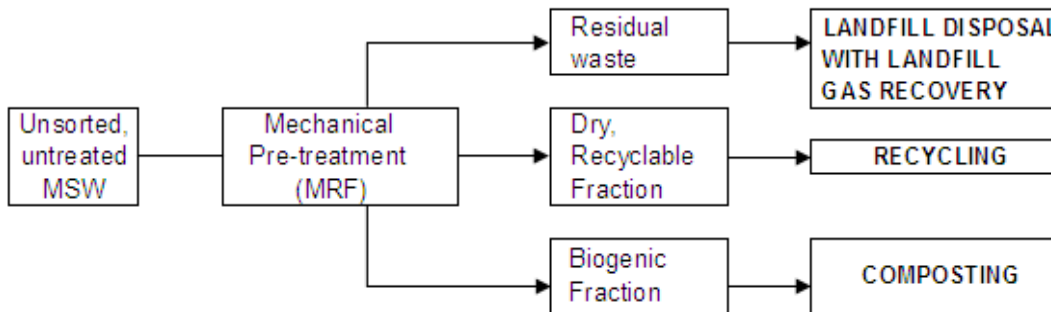 Unsorted,
untreated
MSW
Mechanical
Pre-treatment
(MRF)
Residual
waste
LANDFILL DISPOSAL
WITH LANDFILL
GAS RECOVERY
Dry,
Recyclable
Fraction
RECYCLING
Biogenic
Fraction
COMPOSTING